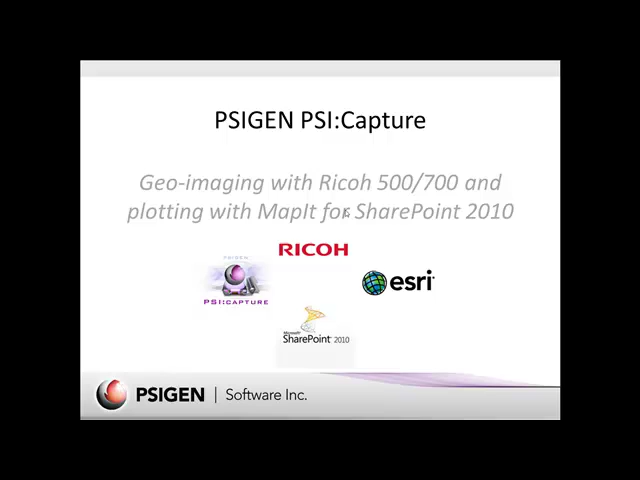 PSIGEN PSI:Capture
Geo-imaging with Ricoh 500/700 and
plotting with MapIt for SharePoint 2010
RICOH
PSIGEN
PSI:CAPTURE
esri
Microsoft
SharePoint 2010
PSIGEN | Software Inc.